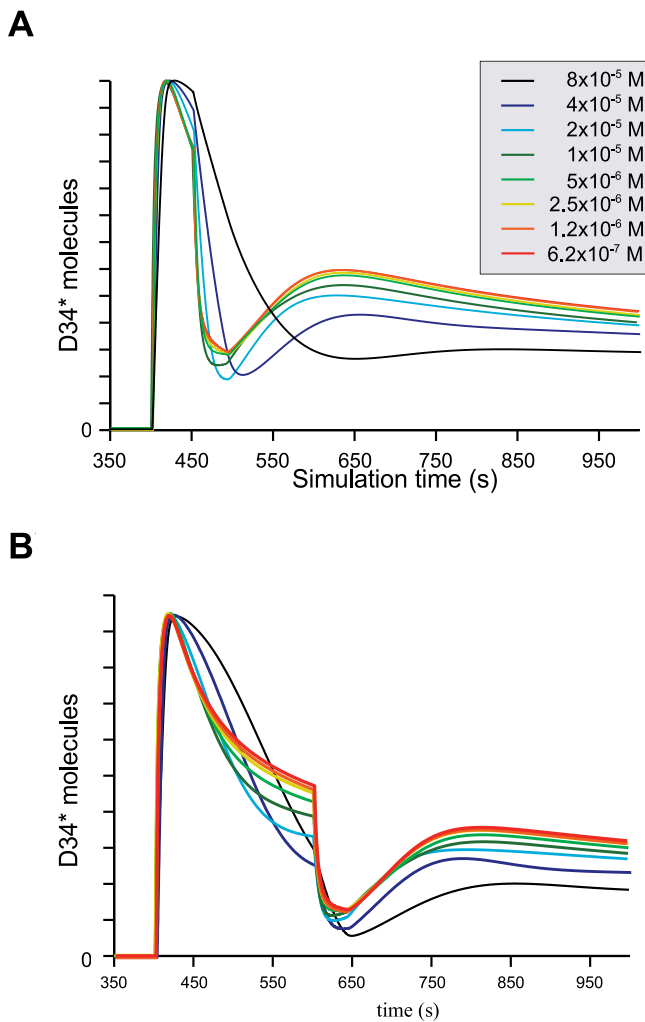 A
D34* molecules
0
8x10⁻⁵ M
4x10⁻⁵ M
2x10⁻⁵ M
1x10⁻⁵ M
5x10⁻⁶ M
2.5x10⁻⁶ M
1.2x10⁻⁶ M
6.2x10⁻⁷ M
350 450 550 650 750 850 950
Simulation time (s)
B
D34* molecules
0
350 450 550 650 750 850 950
time (s)